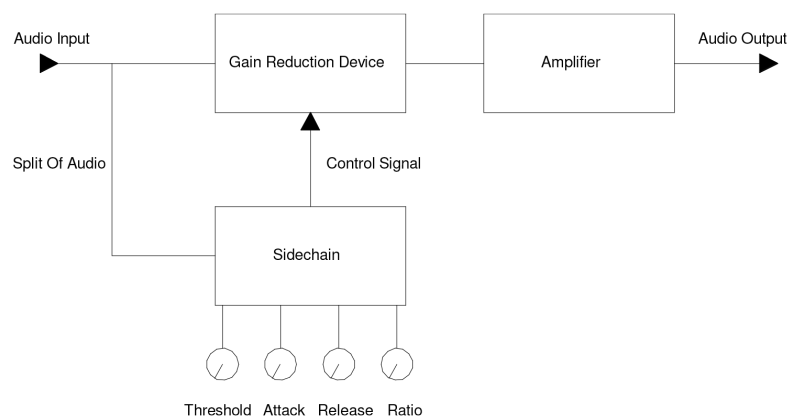 Audio Input
Audio Output
Gain Reduction Device
Amplifier
Split Of Audio
Control Signal
Sidechain
Threshold Attack Release Ratio